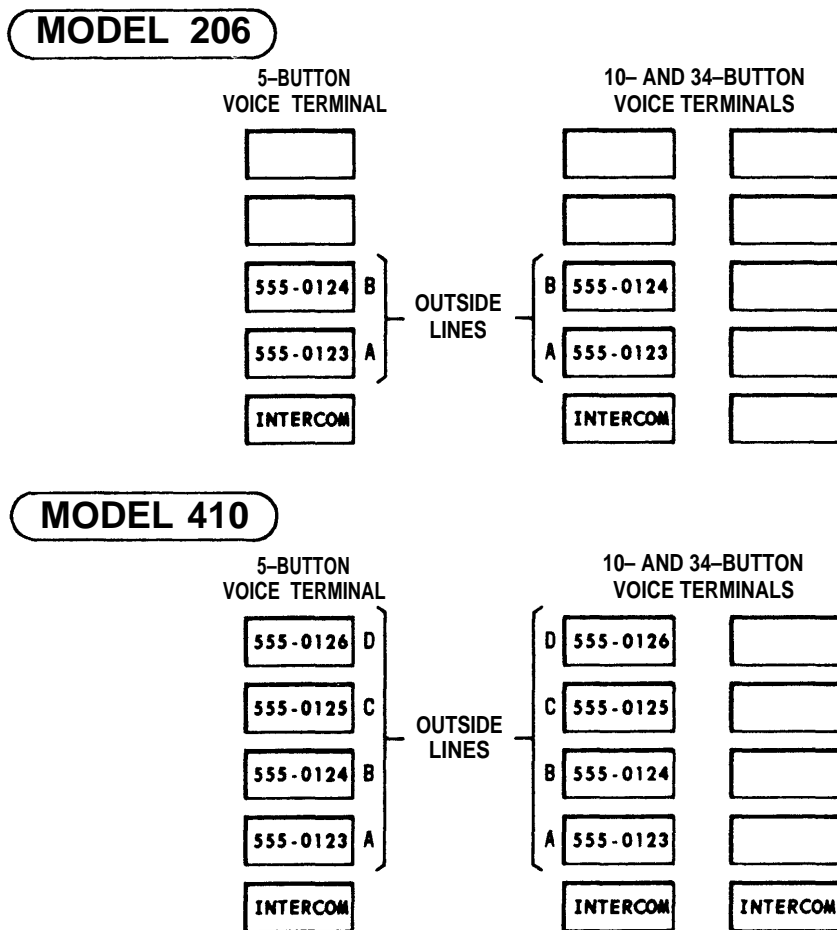 MODEL 206
5–BUTTON
VOICE TERMINAL
10– AND 34–BUTTON
VOICE TERMINALS
555-0124 B
555-0123 A
INTERCOM
OUTSIDE
LINES
B 555-0124
A 555-0123
INTERCOM
MODEL 410
5–BUTTON
VOICE TERMINAL
10– AND 34–BUTTON
VOICE TERMINALS
555-0126 D
555-0125 C
555-0124 B
555-0123 A
INTERCOM
OUTSIDE
LINES
D 555-0126
C 555-0125
B 555-0124
A 555-0123
INTERCOM
INTERCOM